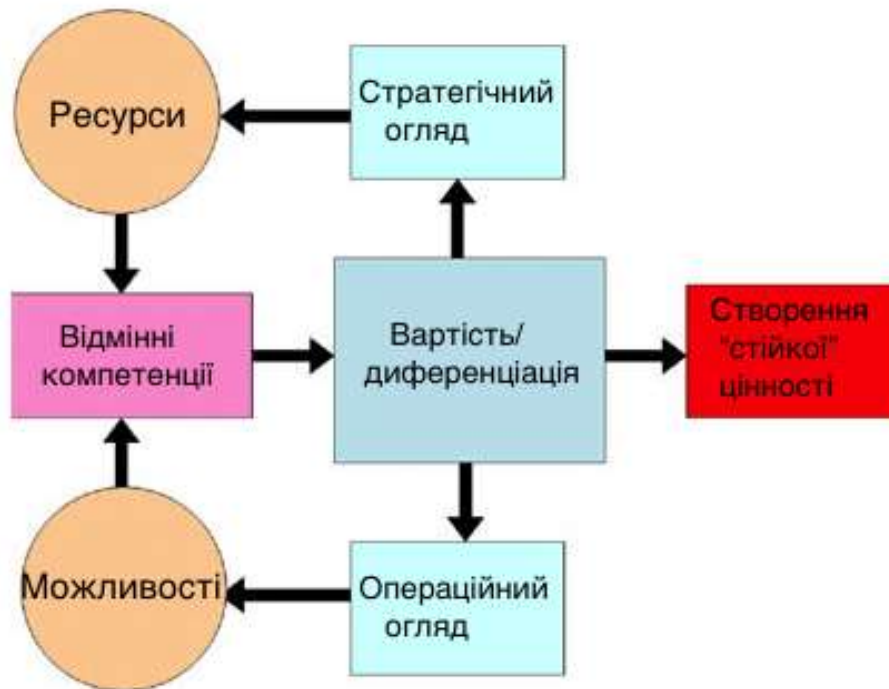 Ресурси
Стратегічний
огляд
Відмінні
компетенції
Вартість/
диференціація
Створення
"стійкої"
цінності
Можливості
Операційний
огляд